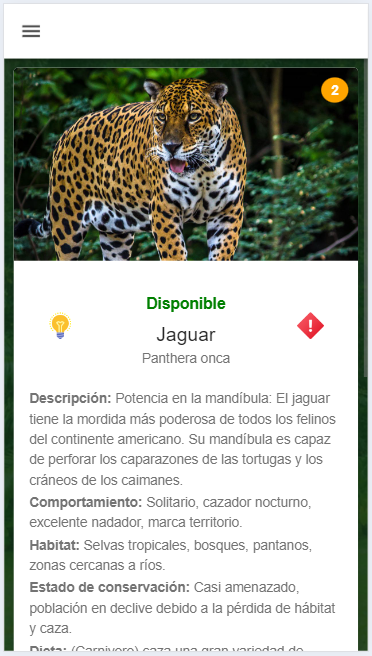 2
Disponible
Jaguar
Panthera onca
Descripción: Potencia en la mandíbula: El jaguar
tiene la mordida más poderosa de todos los felinos
del continente americano. Su mandíbula es capaz
de perforar los caparazones de las tortugas y los
cráneos de los caimanes.
Comportamiento: Solitario, cazador nocturno,
excelente nadador, marca territorio.
Habitat: Selvas tropicales, bosques, pantanos,
zonas cercanas a ríos.
Estado de conservación: Casi amenazado,
población en declive debido a la pérdida de hábitat
y caza.
Dieta: (Carnivoro) caza una gran variedad de